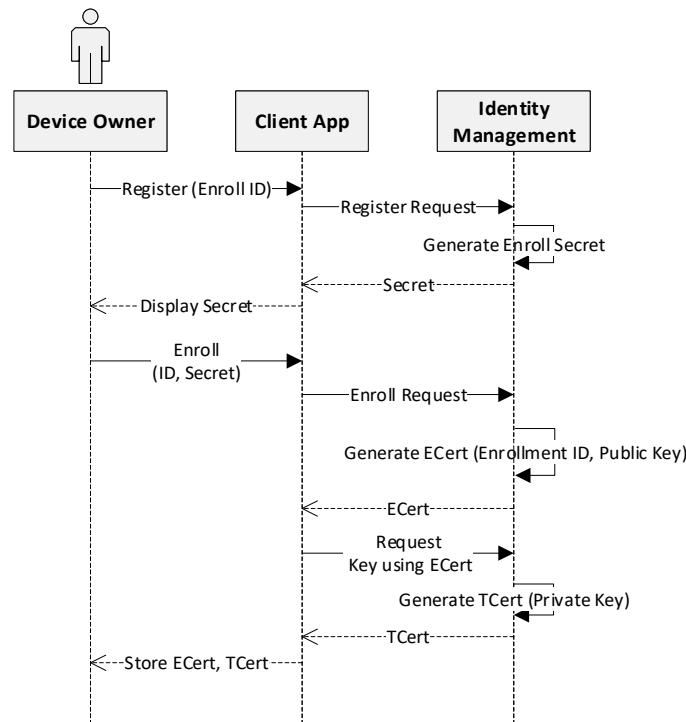 Device Owner
Client App
Identity
Management
Register (Enroll ID)
Register Request
Generate Enroll Secret
Secret
Display Secret
Enroll
(ID, Secret)
Enroll Request
Generate ECert (Enrollment ID, Public Key)
ECert
Request
Key using ECert
Generate TCert (Private Key)
TCert
Store ECert, TCert